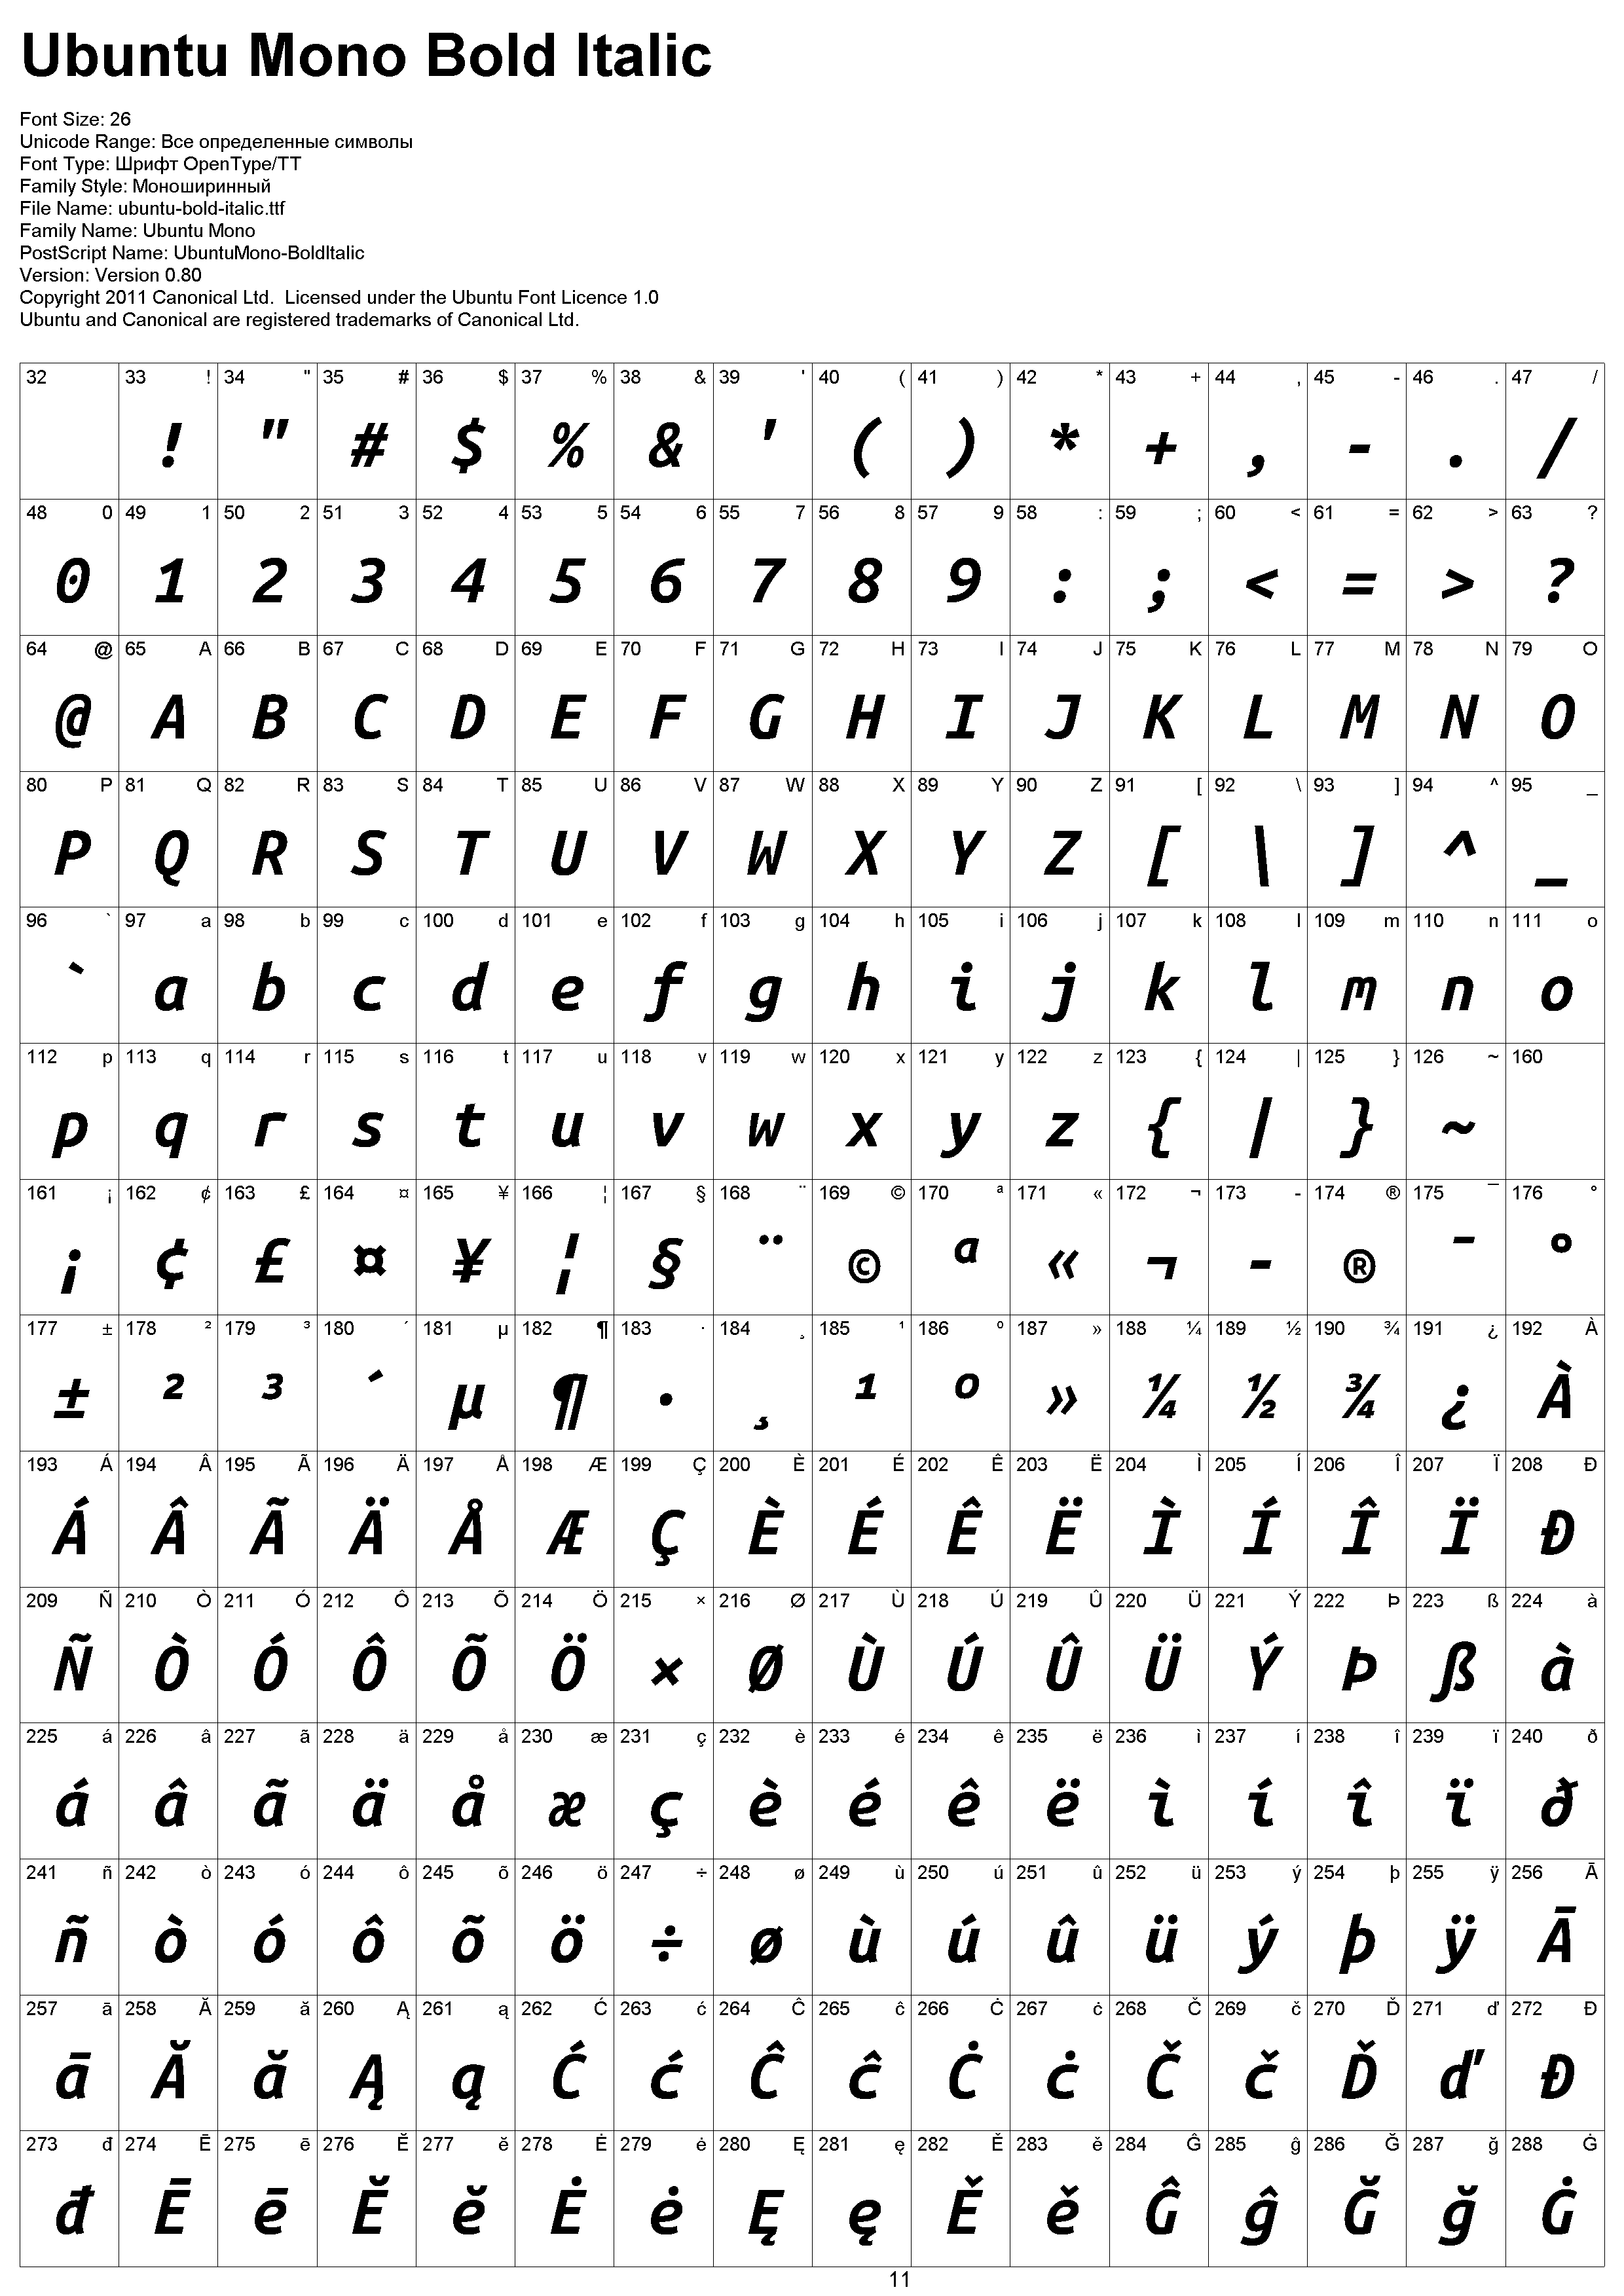 Ubuntu Mono Bold Italic
Font Size: 26
Unicode Range: Все определенные символы
Font Type: Шрифт OpenType/TT
Family Style: Моноширинный
File Name: ubuntu-bold-italic.ttf
Family Name: Ubuntu Mono
PostScript Name: UbuntuMono-BoldItalic
Version: Version 0.80
Copyright 2011 Canonical Ltd.  Licensed under the Ubuntu Font Licence 1.0
Ubuntu and Canonical are registered trademarks of Canonical Ltd.
32 33 ! 34 " 35 # 36 $ 37 % 38 & 39 ' 40 ( 41 ) 42 * 43 + 44 , 45 - 46 . 47 /
! " # $ % & ' ( ) * + , - . /
48 0 49 1 50 2 51 3 52 4 53 5 54 6 55 7 56 8 57 9 58 : 59 ; 60 < 61 = 62 > 63 ?
0 1 2 3 4 5 6 7 8 9 : ; < = > ?
64 @ 65 A 66 B 67 C 68 D 69 E 70 F 71 G 72 H 73 I 74 J 75 K 76 L 77 M 78 N 79 O
@ A B C D E F G H I J K L M N O
80 P 81 Q 82 R 83 S 84 T 85 U 86 V 87 W 88 X 89 Y 90 Z 91 [ 92 \ 93 ] 94 ^ 95 _
P Q R S T U V W X Y Z [ \ ] ^ _
96 ` 97 a 98 b 99 c 100 d 101 e 102 f 103 g 104 h 105 i 106 j 107 k 108 l 109 m 110 n 111 o
` a b c d e f g h i j k l m n o
112 p 113 q 114 r 115 s 116 t 117 u 118 v 119 w 120 x 121 y 122 z 123 { 124 | 125 } 126 ~ 160
p q r s t u v w x y z { | } ~
161 ¡ 162 ¢ 163 £ 164 ¤ 165 ¥ 166 ¦ 167 § 168 ¨ 169 © 170 ª 171 « 172 ¬ 173 - 174 ® 175 ¯ 176 °
¡ ¢ £ ¤ ¥ ¦ § ¨ © ª « ¬ - ® ¯ °
177 ± 178 ² 179 ³ 180 ´ 181 µ 182 ¶ 183 · 184 ¸ 185 ¹ 186 º 187 » 188 ¼ 189 ½ 190 ¾ 191 ¿ 192 À
± ² ³ ´ µ ¶ · ¸ ¹ º » ¼ ½ ¾ ¿ À
193 Á 194 Â 195 Ã 196 Ä 197 Å 198 Æ 199 Ç 200 È 201 É 202 Ê 203 Ë 204 Ì 205 Í 206 Î 207 Ï 208 Ð
Á Â Ã Ä Å Æ Ç È É Ê Ë Ì Í Î Ï Ð
209 Ñ 210 Ò 211 Ó 212 Ô 213 Õ 214 Ö 215 × 216 Ø 217 Ù 218 Ú 219 Û 220 Ü 221 Ý 222 Þ 223 ß 224 à
Ñ Ò Ó Ô Õ Ö × Ø Ù Ú Û Ü Ý Þ ß à
225 á 226 â 227 ã 228 ä 229 å 230 æ 231 ç 232 è 233 é 234 ê 235 ë 236 ì 237 í 238 î 239 ï 240 ð
á â ã ä å æ ç è é ê ë ì í î ï ð
241 ñ 242 ò 243 ó 244 ô 245 õ 246 ö 247 ÷ 248 ø 249 ù 250 ú 251 û 252 ü 253 ý 254 þ 255 ÿ 256 Ā
ñ ò ó ô õ ö ÷ ø ù ú û ü ý þ ÿ Ā
257 ā 258 Ă 259 ă 260 Ą 261 ą 262 Ć 263 ć 264 Ĉ 265 ĉ 266 Ċ 267 ċ 268 Č 269 č 270 Ď 271 ď 272 Đ
ā Ă ă Ą ą Ć ć Ĉ ĉ Ċ ċ Č č Ď ď Đ
273 đ 274 Ē 275 ē 276 Ĕ 277 ĕ 278 Ė 279 ė 280 Ę 281 ę 282 Ě 283 ě 284 Ĝ 285 ĝ 286 Ğ 287 ğ 288 Ġ
đ Ē ē Ĕ ĕ Ė ė Ę ę Ě ě Ĝ ĝ Ğ ğ Ġ
11